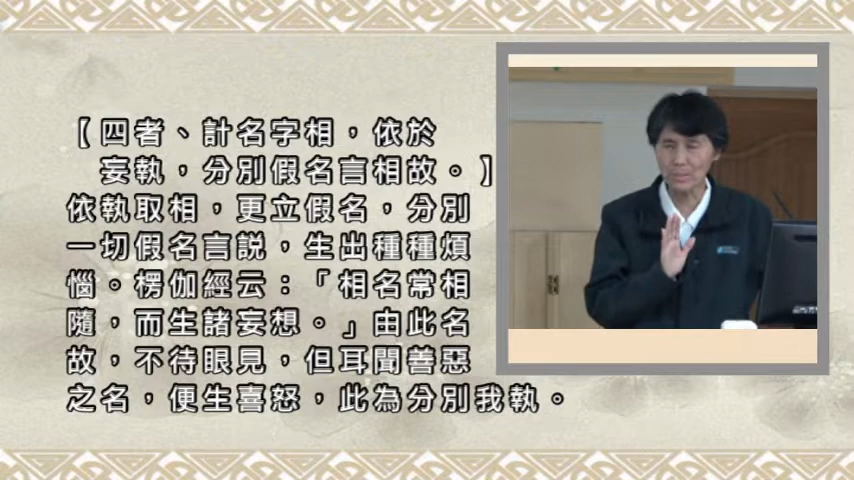 【四者、計名字相，依於
妄執，分別假名言相故。】
依執取相，更立假名，分別
一切假名言説，生出種種煩
惱。楞伽經云：「相名常相
隨，而生諸妄想。」由此名
故，不待眼見，但耳聞善惡
之名，便生喜怒，此為分別我執。